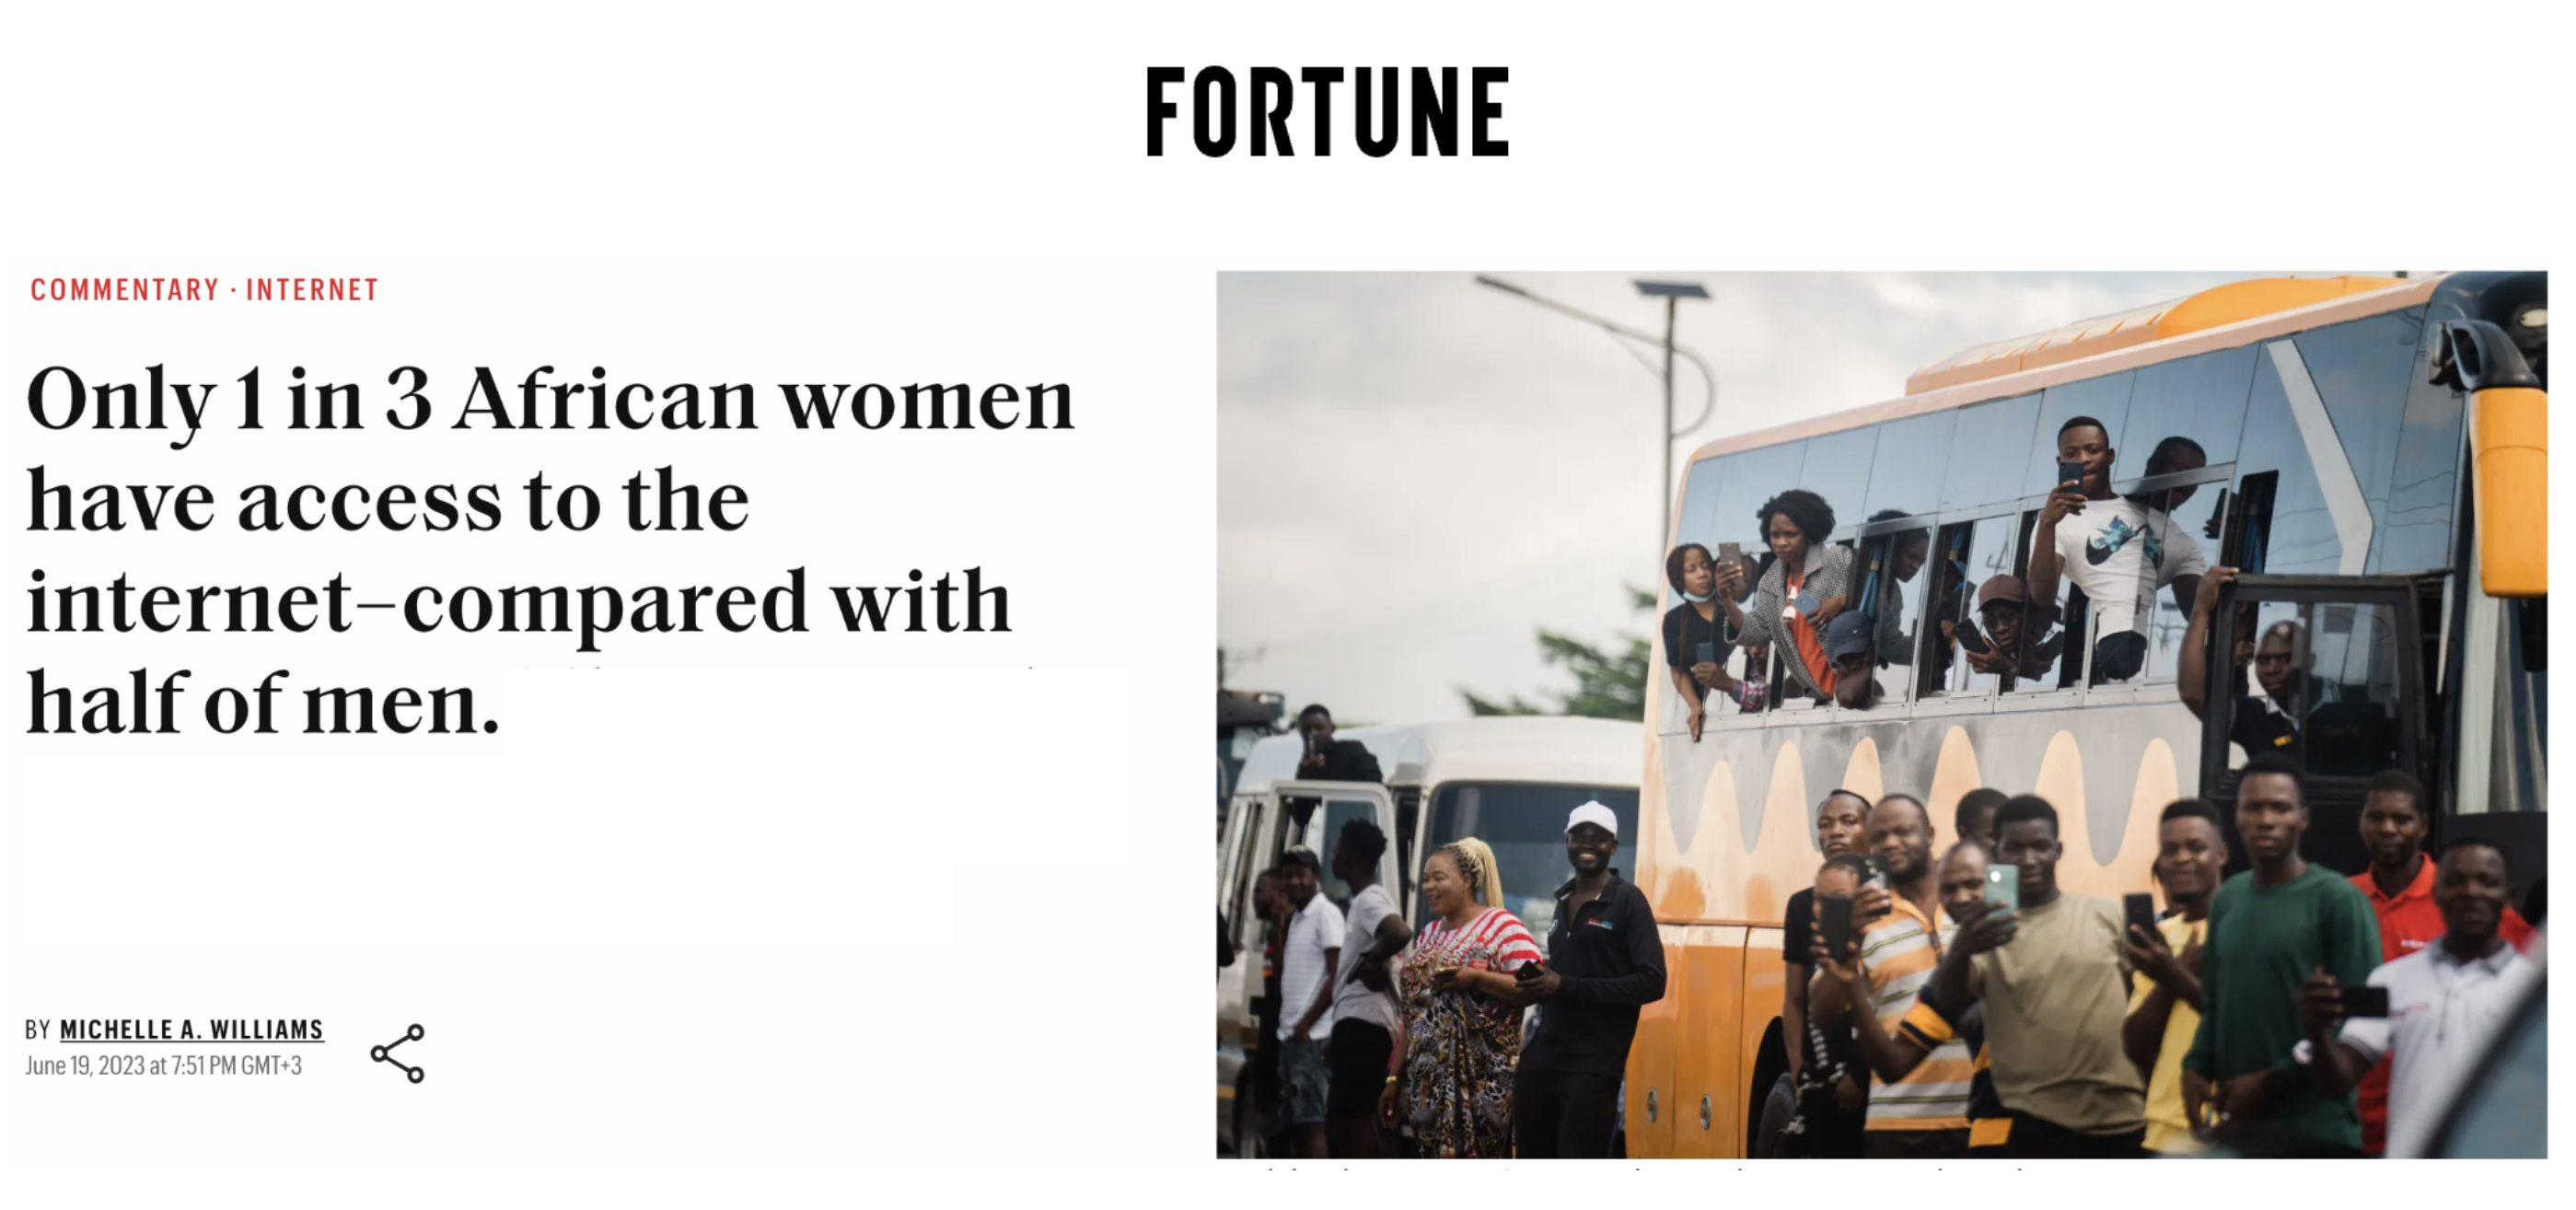 FORTUNE
COMMENTARY · INTERNET
Only 1 in 3 African women
have access to the
internet–compared with
half of men.
BY MICHELLE A. WILLIAMS
June 19, 2023 at 7:51 PM GMT+3